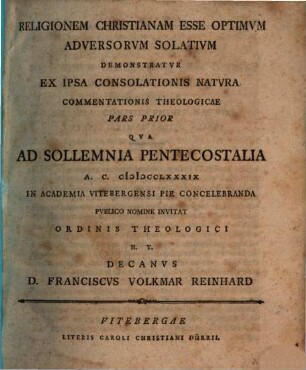 RELIGIONEM CHRISTIANAM ESSE OPTIMVM
ADVERSORVM SOLATIVM
DEMONSTRATVR
EX IPSA CONSOLATIONIS NATVRA
COMMENTATIONIS THEOLOGICAE
PARS PRIOR
QVA
AD SOLLEMNIA PENTECOSTALIA
A. C. CIƆIƆCCLXXXIX
IN ACADEMIA VITEBERGENSI PIE CONCELEBRANDA
PVBLICO NOMINE INVITAT
ORDINIS THEOLOGICI
H. T.
DECANVS
D. FRANCISCVS VOLKMAR REINHARD
VITEBERGAE
LITERIS CAROLI CHRISTIANI DÜRRII.